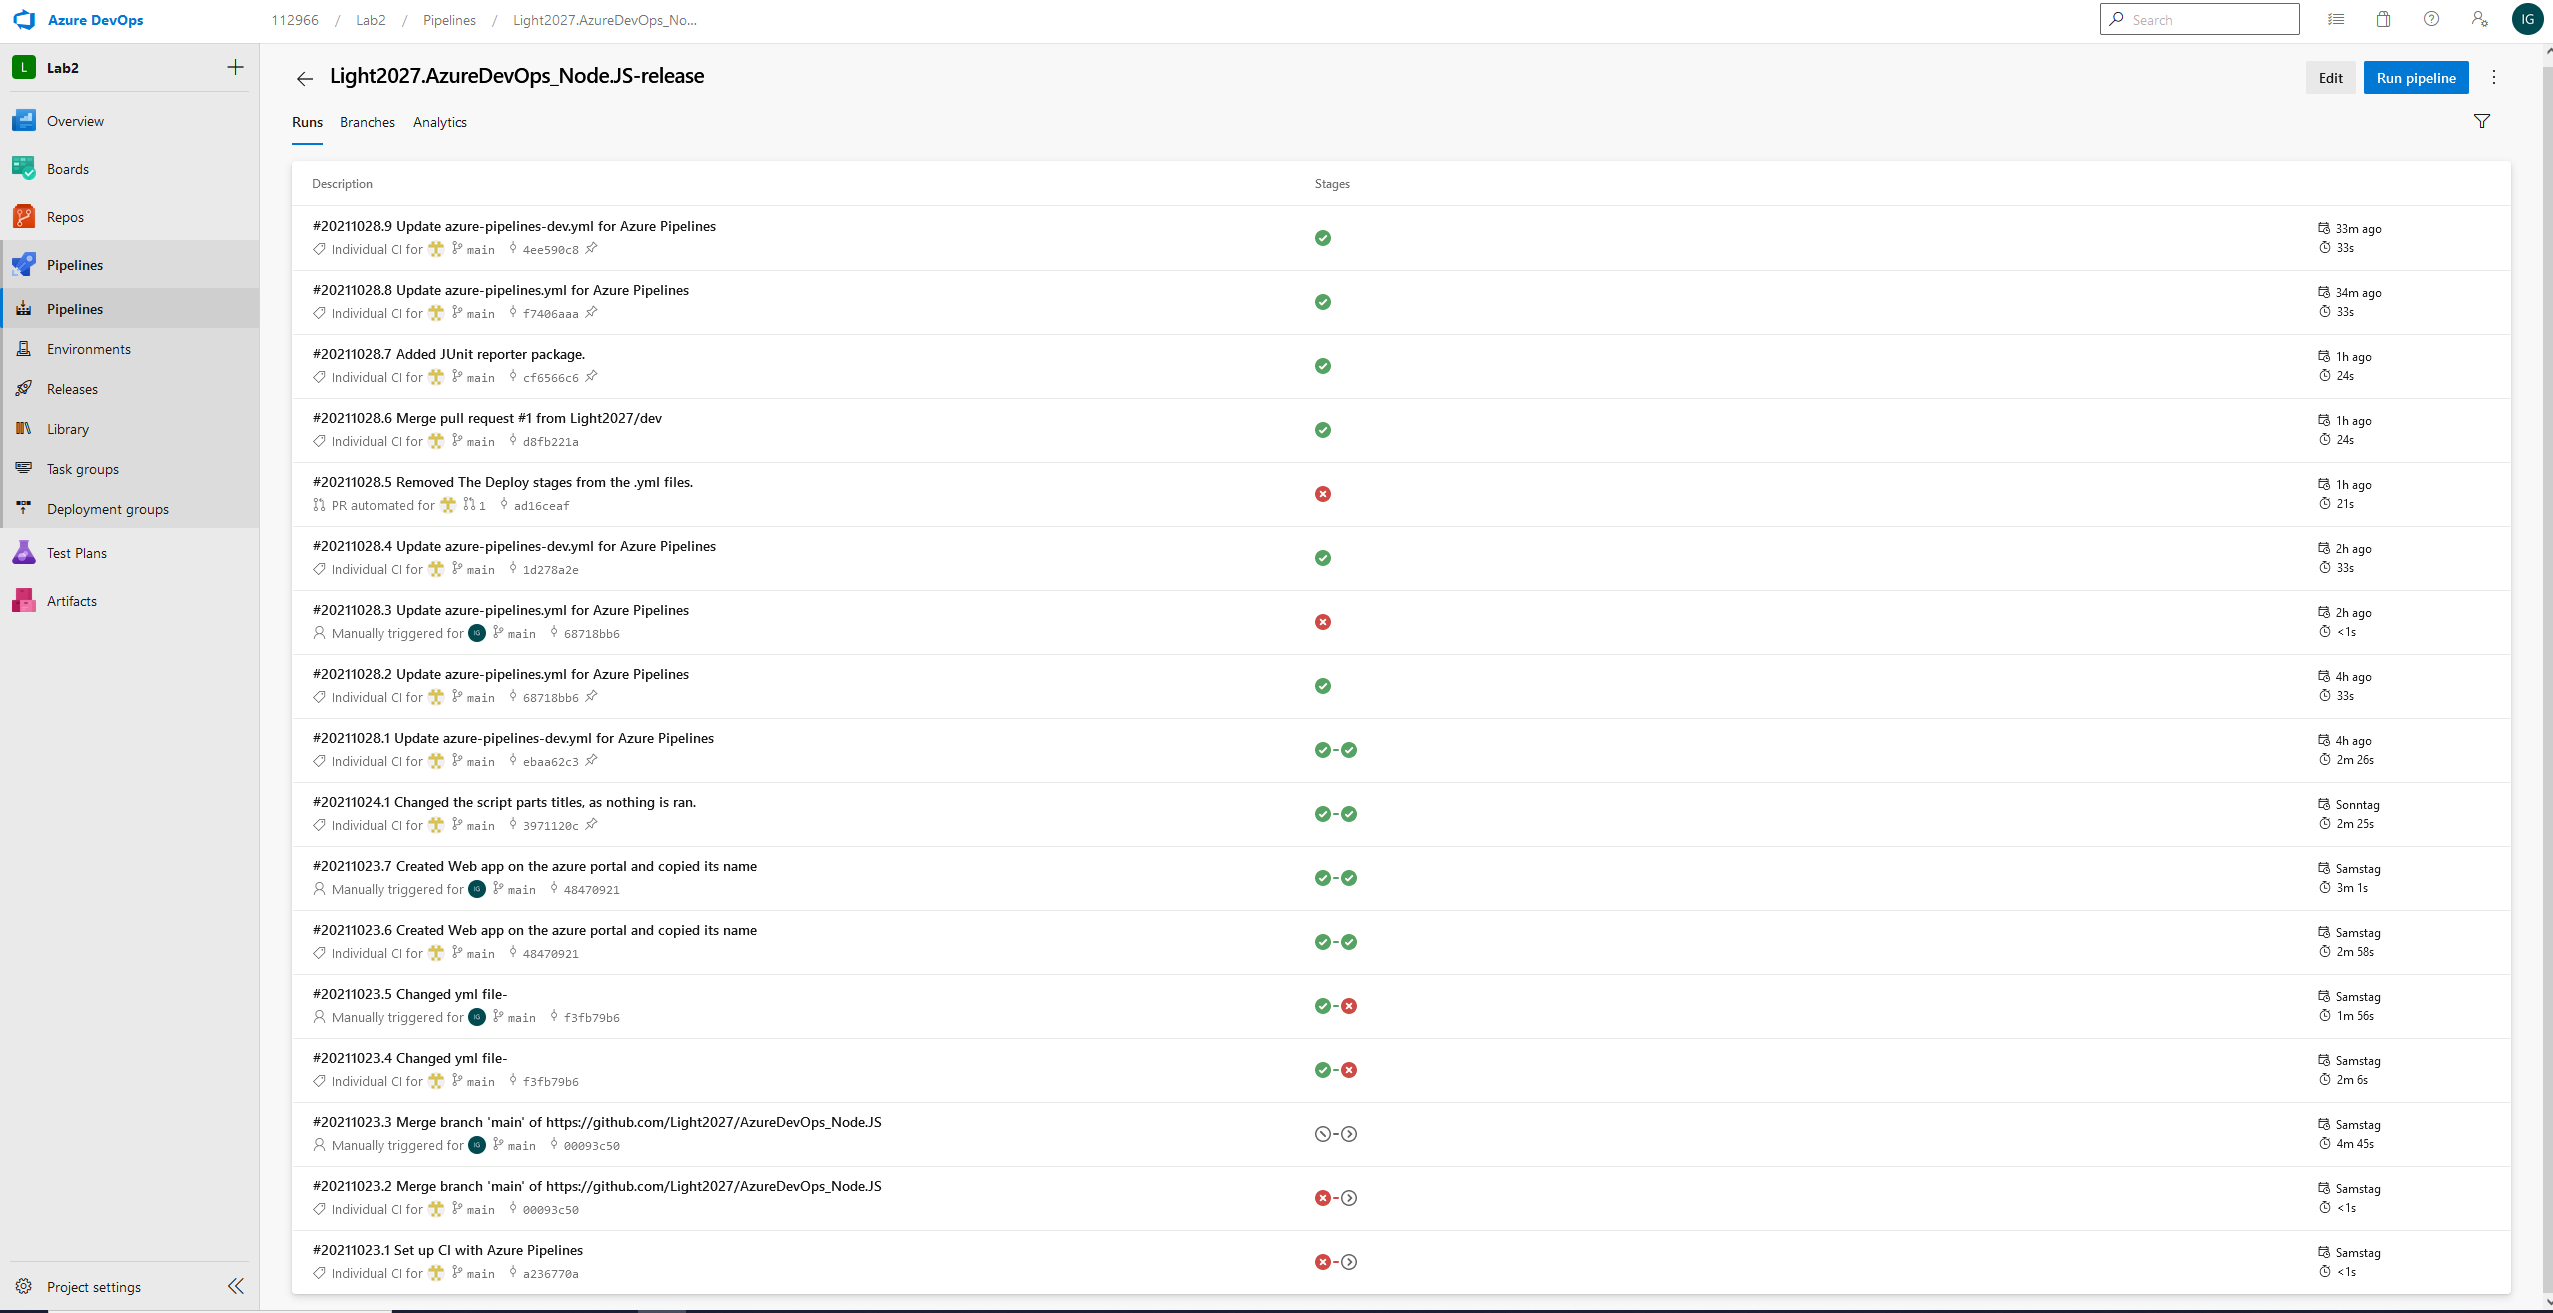 Azure DevOps
112966 / Lab2 / Pipelines / Light2027.AzureDevOps_No...
Search
IG
L Lab2
Overview
Boards
Repos
Pipelines
Pipelines
Environments
Releases
Library
Task groups
Deployment groups
Test Plans
Artifacts
Project settings
Light2027.AzureDevOps_Node.JS-release
Edit
Run pipeline
Runs Branches Analytics
Description Stages
#20211028.9 Update azure-pipelines-dev.yml for Azure Pipelines
Individual CI for main 4ee590c8
33m ago
33s
#20211028.8 Update azure-pipelines.yml for Azure Pipelines
Individual CI for main f7406aaa
34m ago
33s
#20211028.7 Added JUnit reporter package.
Individual CI for main cf6566c6
1h ago
24s
#20211028.6 Merge pull request #1 from Light2027/dev
Individual CI for main d8fb221a
1h ago
24s
#20211028.5 Removed The Deploy stages from the .yml files.
PR automated for 1 ad16ceaf
1h ago
21s
#20211028.4 Update azure-pipelines-dev.yml for Azure Pipelines
Individual CI for main 1d278a2e
2h ago
33s
#20211028.3 Update azure-pipelines.yml for Azure Pipelines
Manually triggered for IG main 68718bb6
2h ago
<1s
#20211028.2 Update azure-pipelines.yml for Azure Pipelines
Individual CI for main 68718bb6
4h ago
33s
#20211028.1 Update azure-pipelines-dev.yml for Azure Pipelines
Individual CI for main ebaa62c3
4h ago
2m 26s
#20211024.1 Changed the script parts titles, as nothing is ran.
Individual CI for main 3971120c
Sonntag
2m 25s
#20211023.7 Created Web app on the azure portal and copied its name
Manually triggered for IG main 48470921
Samstag
3m 1s
#20211023.6 Created Web app on the azure portal and copied its name
Individual CI for main 48470921
Samstag
2m 58s
#20211023.5 Changed yml file-
Manually triggered for IG main f3fb79b6
Samstag
1m 56s
#20211023.4 Changed yml file-
Individual CI for main f3fb79b6
Samstag
2m 6s
#20211023.3 Merge branch 'main' of https://github.com/Light2027/AzureDevOps_Node.JS
Manually triggered for IG main 00093c50
Samstag
4m 45s
#20211023.2 Merge branch 'main' of https://github.com/Light2027/AzureDevOps_Node.JS
Individual CI for main 00093c50
Samstag
<1s
#20211023.1 Set up CI with Azure Pipelines
Individual CI for main a236770a
Samstag
<1s